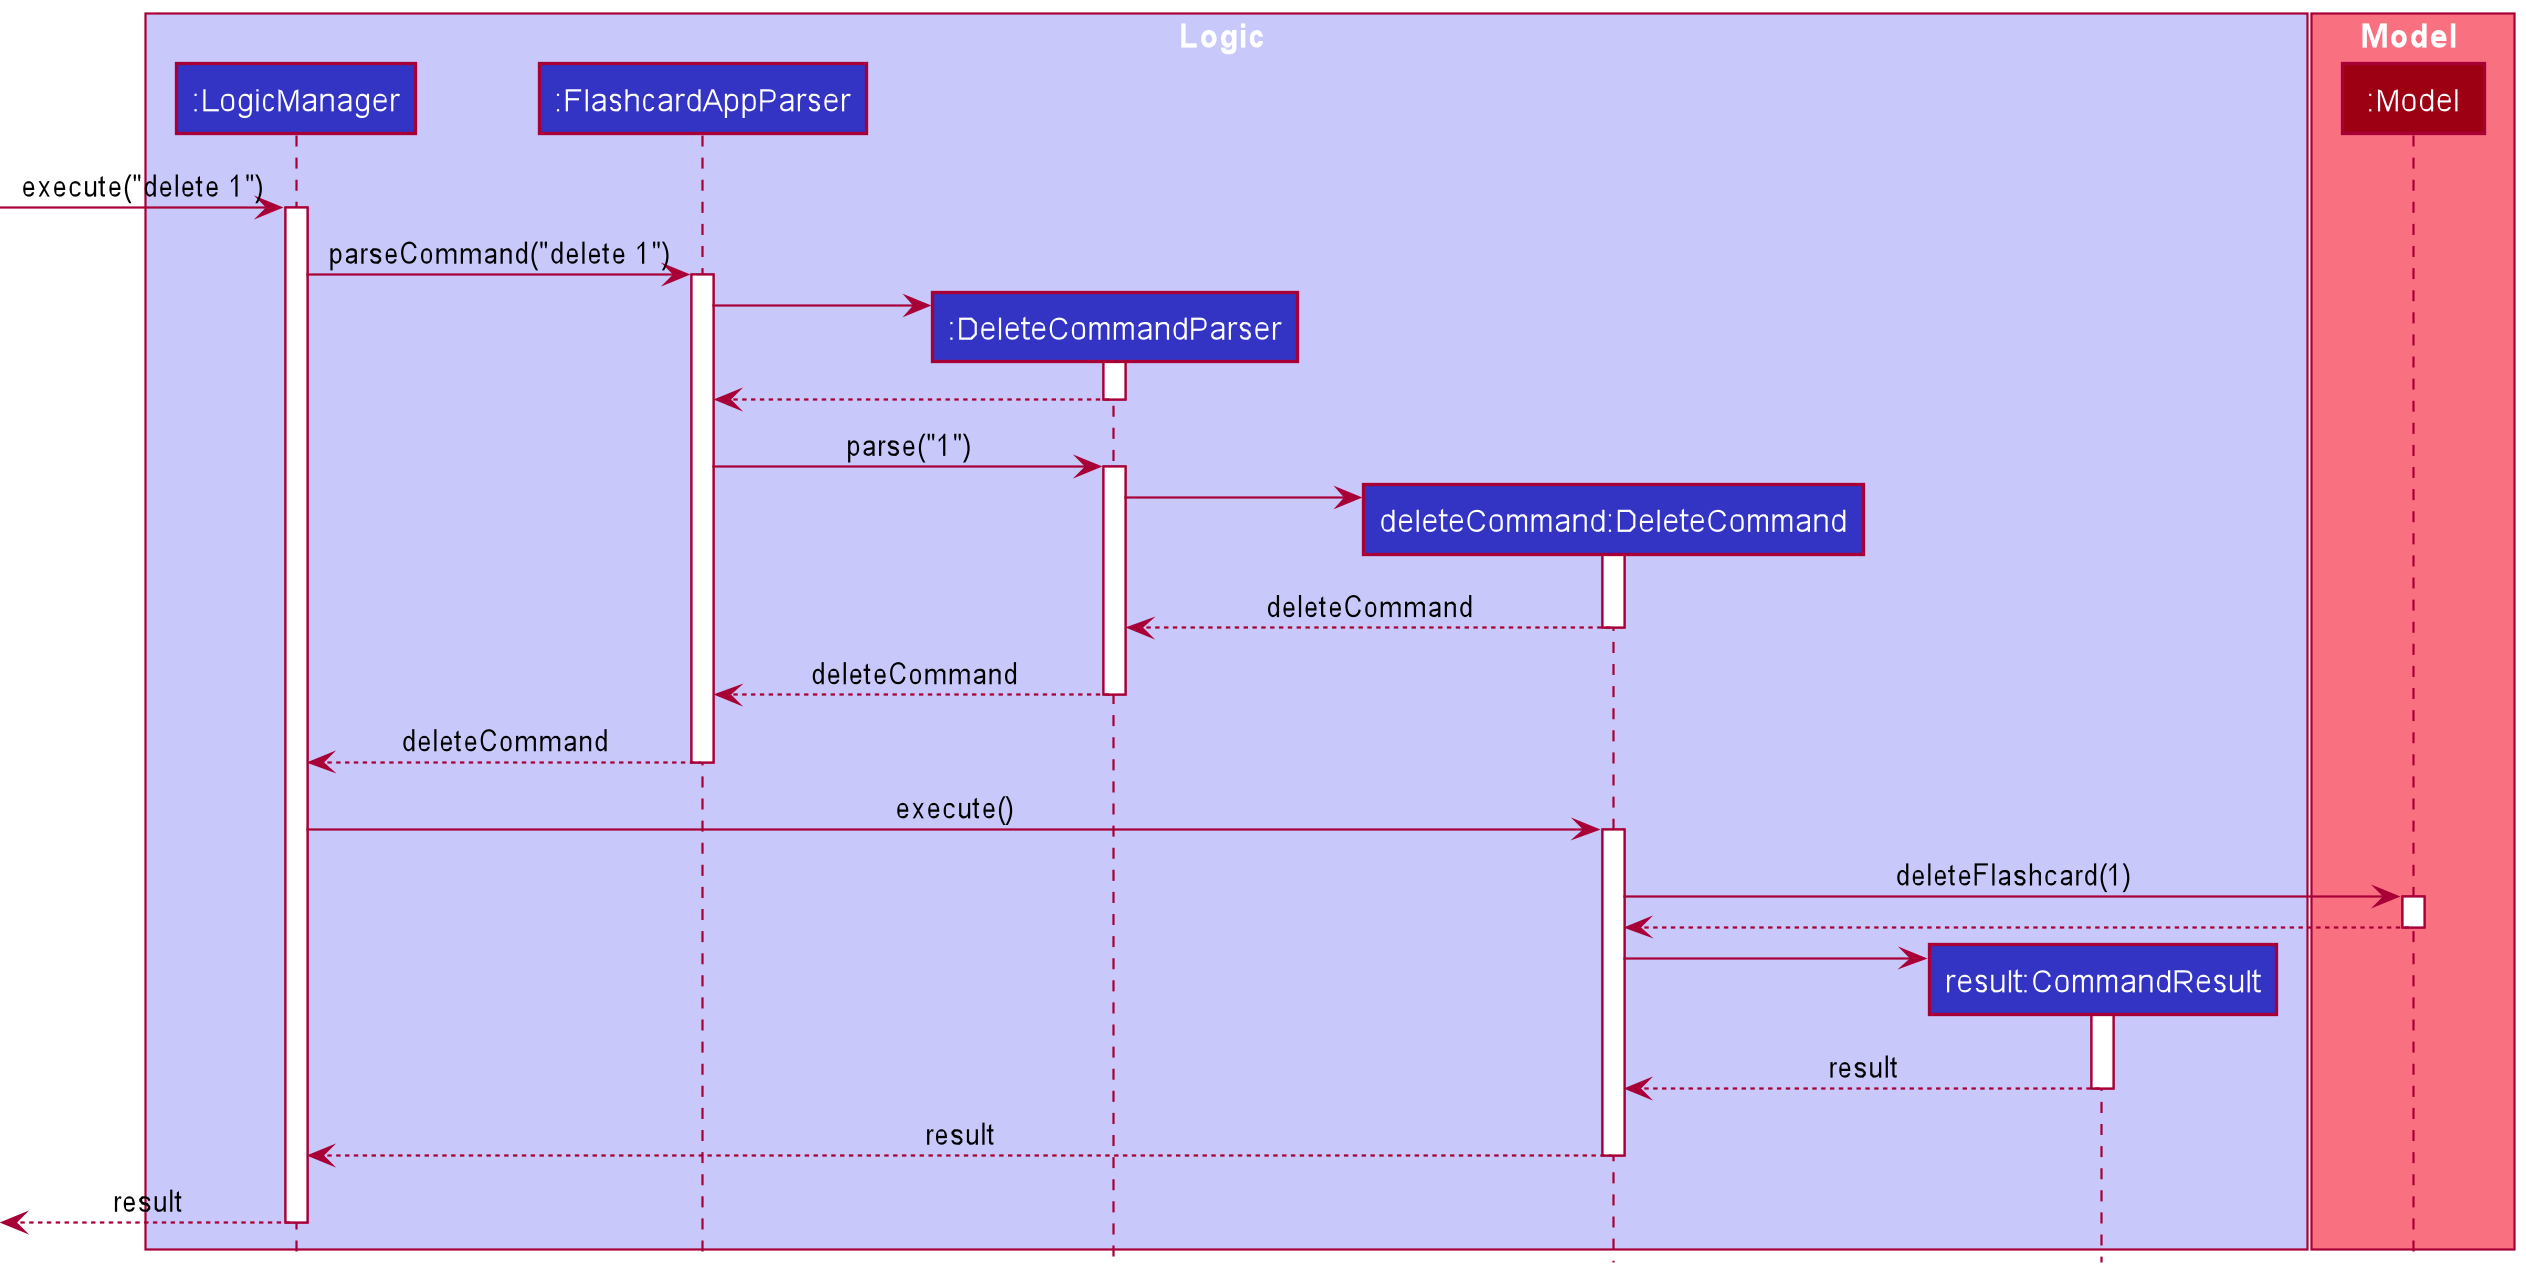 Logic
Model
:LogicManager
:FlashcardAppParser
:Model
execute("delete 1")
parseCommand("delete 1")
:DeleteCommandParser
parse("1")
deleteCommand:DeleteCommand
deleteCommand
deleteCommand
deleteCommand
execute()
deleteFlashcard(1)
result:CommandResult
result
result
result